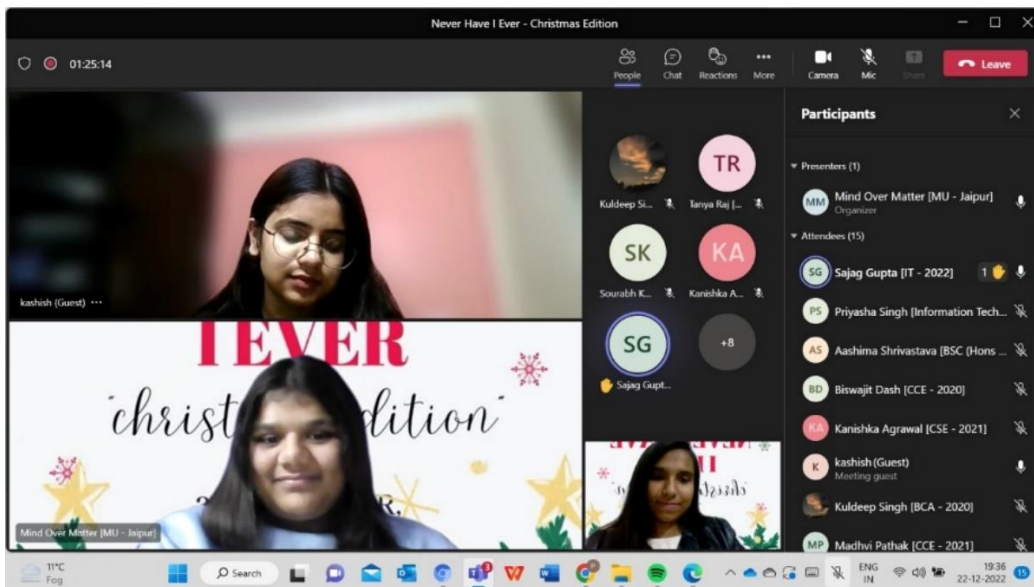 Never Have I Ever - Christmas Edition
01:25:14
People
Chat
Reactions
More
Camera
Mic
Share
Leave
kashish (Guest)
I EVER
"christ
dition"
Mind Over Matter [MU - Jaipur]
Kuldeep Si...
TR
Tanya Raj [...
SK
Sourabh K...
KA
Kanishka A...
SG
Sajag Gupt...
+8
Participants
Presenters (1)
MM
Mind Over Matter [MU - Jaipur]
Organizer
Attendees (15)
SG
Sajag Gupta [IT - 2022]
1
PS
Priyasha Singh [Information Tech...
AS
Aashima Shrivastava [BSC (Hons ...
BD
Biswajit Dash [CCE - 2020]
KA
Kanishka Agrawal [CSE - 2021]
K
kashish (Guest)
Meeting guest
Kuldeep Singh [BCA - 2020]
MP
Madhvi Pathak [CCE - 2021]
11°C
Fog
Search
3
W
ENG
IN
19:36
22-12-2022
15